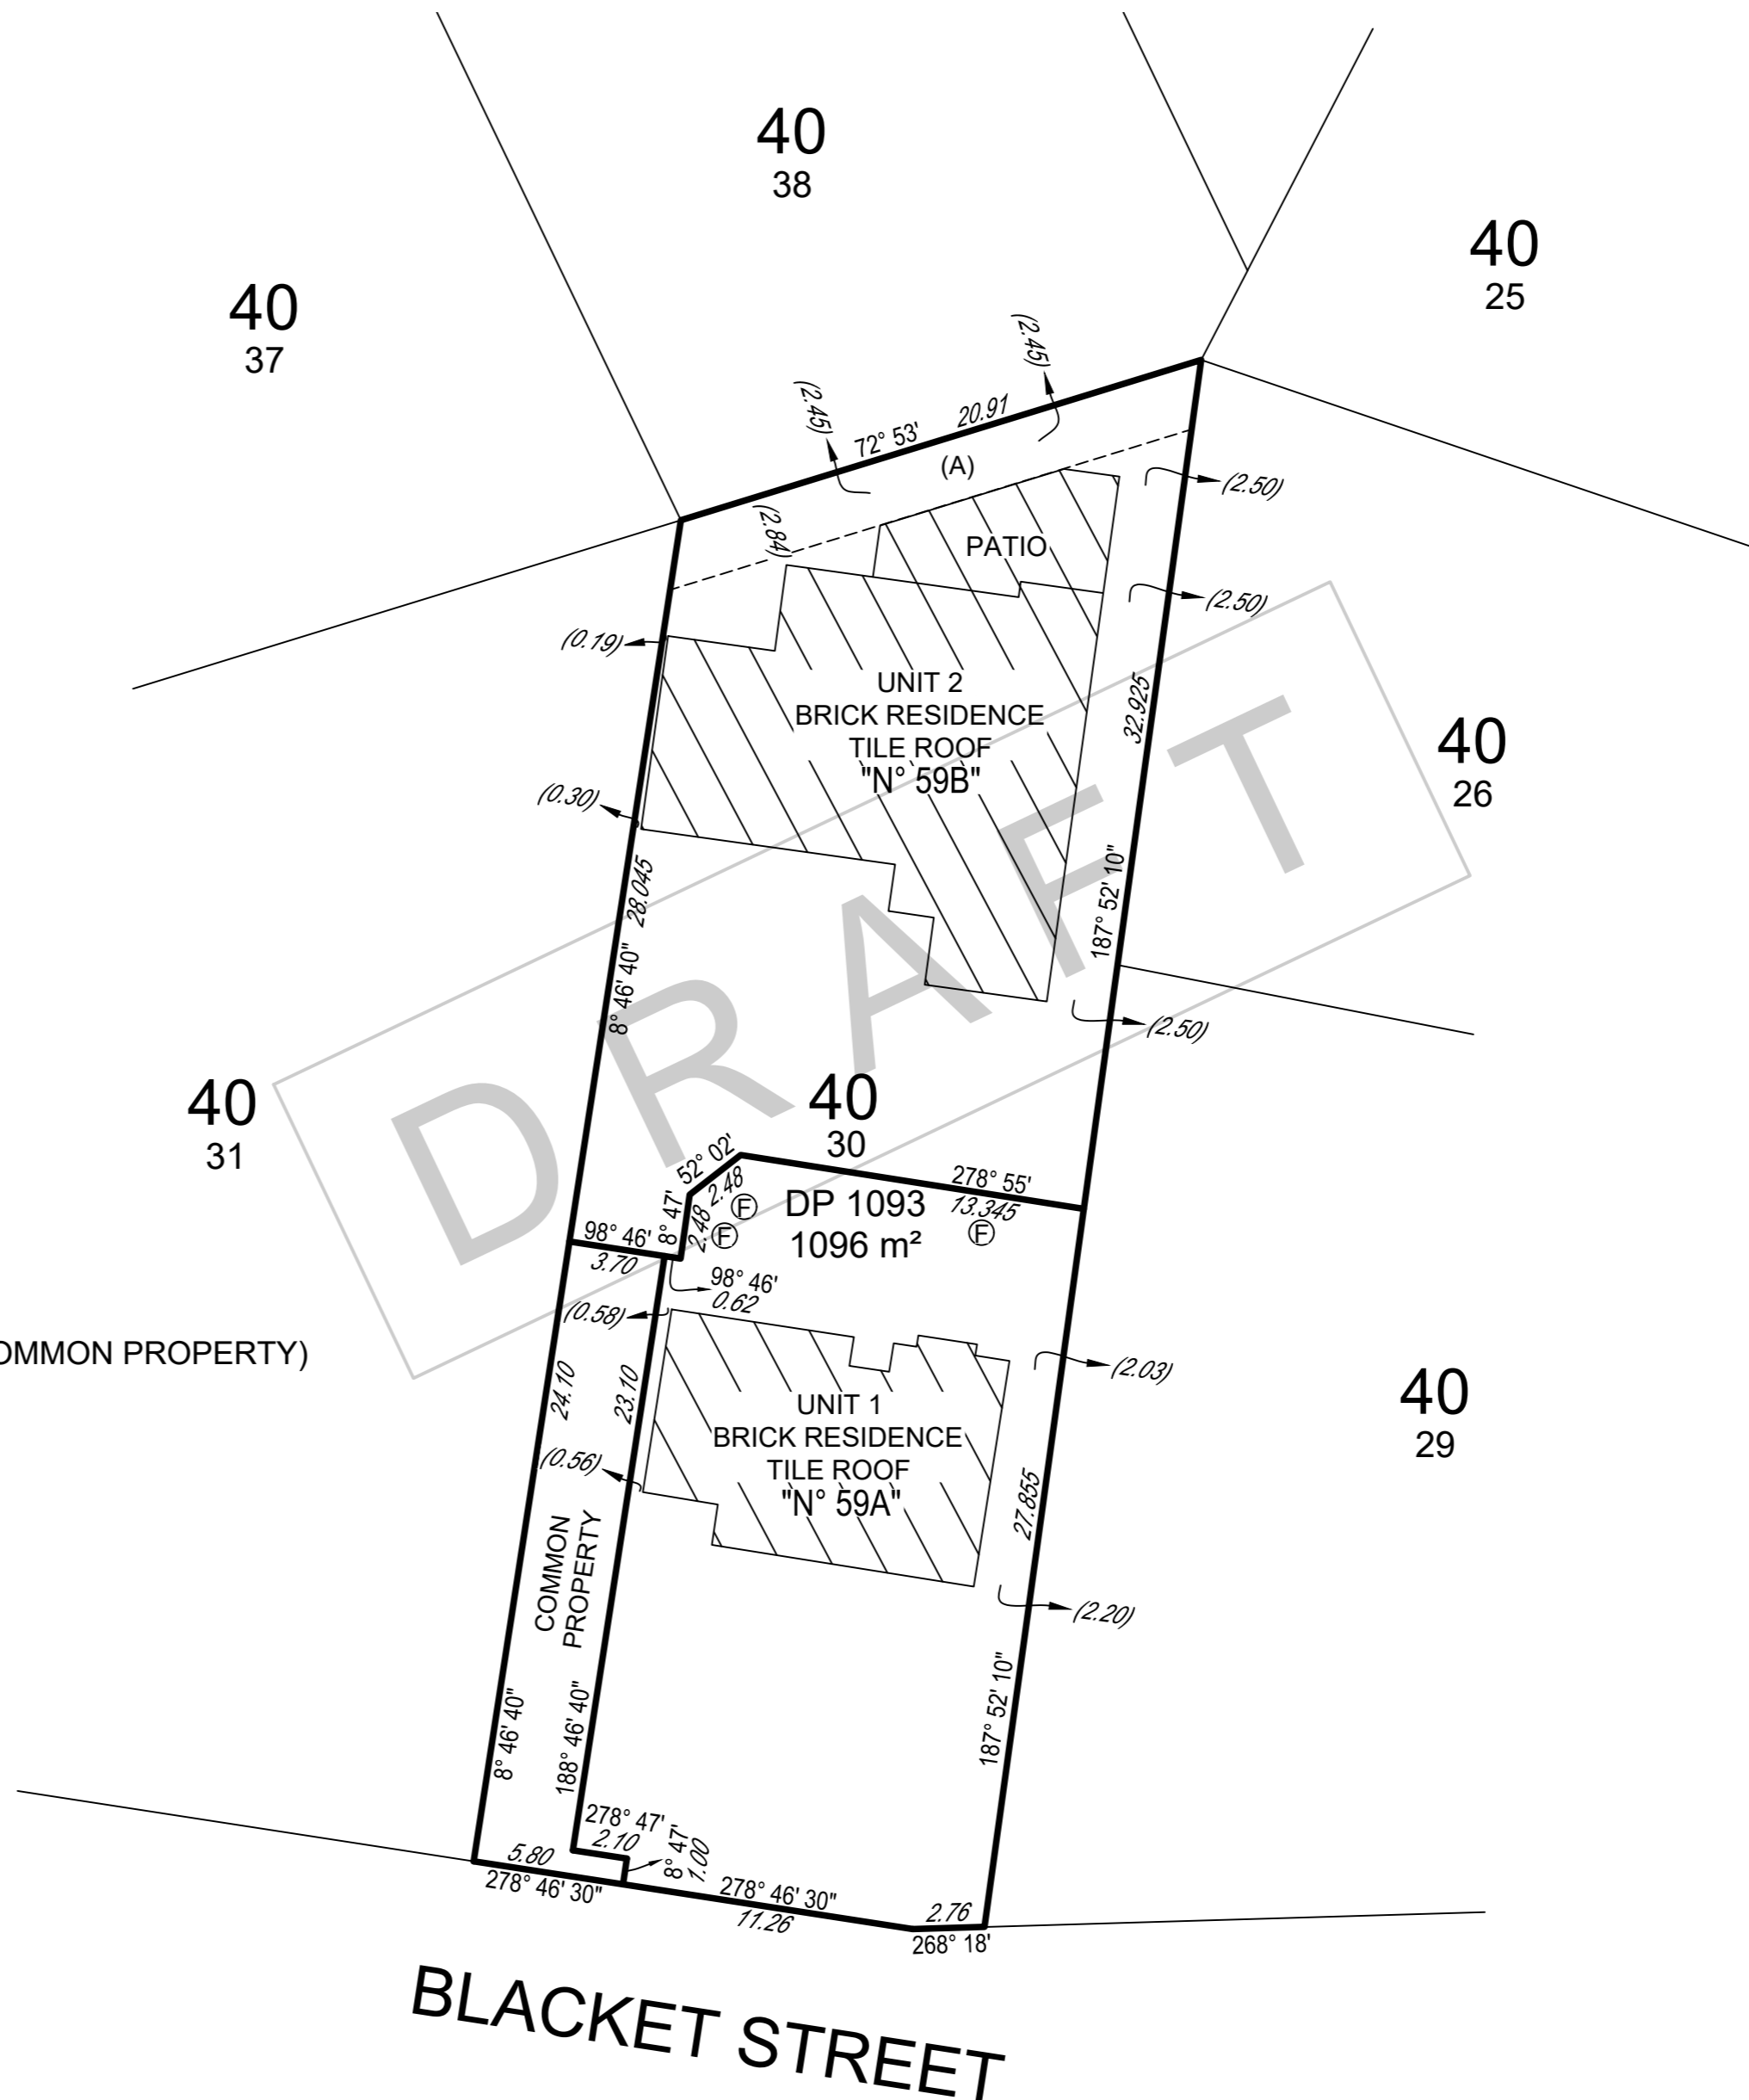 40
38
40
25
40
37
(2.45)
(2.45)
20.91
72° 53'
(A)
(2.50)
(2.84)
PATIO
(2.50)
(0.19)
UNIT 2
BRICK RESIDENCE
TILE ROOF
"N° 59B"
32.925
40
26
(0.30)
28.045
187° 52' 10"
8° 46' 40"
(2.50)
DRAFT
40
30
40
31
52° 02'
2.48
278° 55'
13.345
8° 47'
2.48
F
F
F
DP 1093
1096 m²
98° 46'
3.70
98° 46'
0.62
(0.58)
OMMON PROPERTY)
24.10
23.10
(2.03)
40
29
UNIT 1
BRICK RESIDENCE
TILE ROOF
"N° 59A"
(0.56)
27.855
COMMON
PROPERTY
(2.20)
187° 52' 10"
8° 46' 40"
188° 46' 40"
278° 47'
2.10
8° 47'
1.00
5.80
278° 46' 30"
278° 46' 30"
11.26
2.76
268° 18'
BLACKET STREET